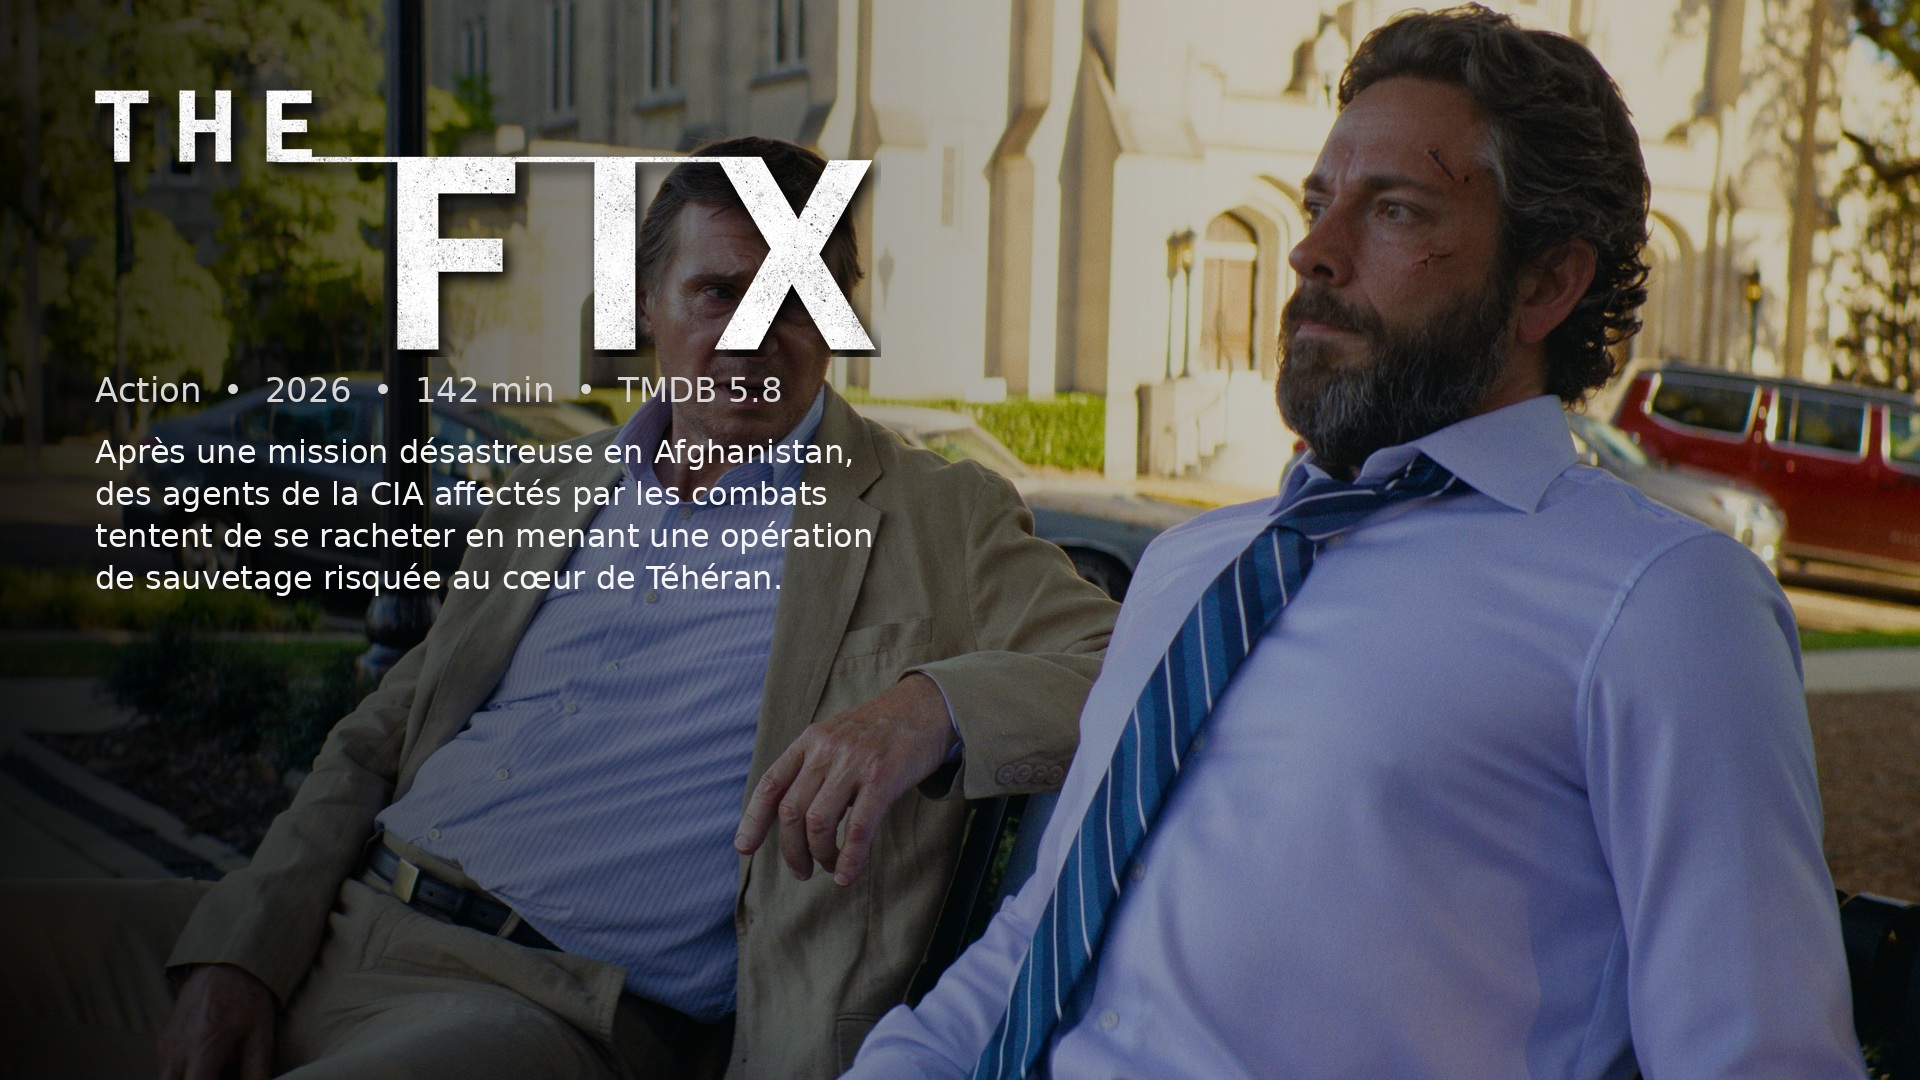 THE
FTX
Action • 2026 • 142 min • TMDB 5.8
Après une mission désastreuse en Afghanistan,
des agents de la CIA affectés par les combats
tentent de se racheter en menant une opération
de sauvetage risquée au cœur de Téhéran.